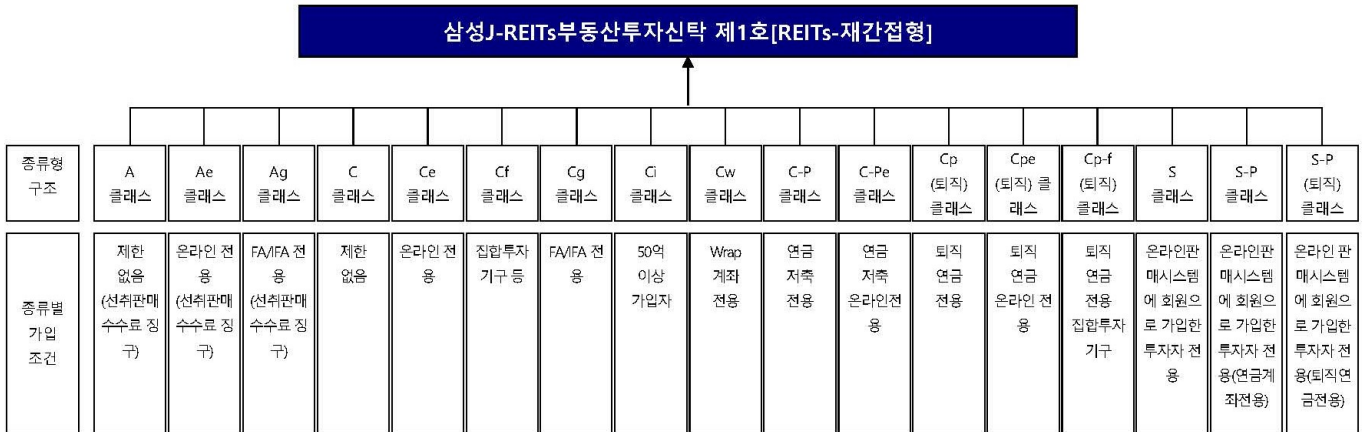 삼성J-REITs부동산투자신탁 제1호[REITs-재간접형]
종류형
구조
A
클래스
Ae
클래스
Ag
클래스
C
클래스
Ce
클래스
Cf
클래스
Cg
클래스
Ci
클래스
Cw
클래스
C-P
클래스
C-Pe
클래스
Cp
(퇴직)
클래스
Cpe
(퇴직) 클
래스
Cp-f
(퇴직)
클래스
S
클래스
S-P
클래스
S-P
(퇴직)
클래스
종류별
가입
조건
제한
없음
(선취판매
수수료 징
구)
온라인 전
용
(선취판매
수수료 징
구)
FA/IFA 전
용
(선취판매
수수료 징
구)
제한
없음
온라인 전
용
집합투자
기구 등
FA/IFA 전
용
50억
이상
가입자
Wrap
계좌
전용
연금
저축
전용
연금
저축
온라인전
용
퇴직
연금
전용
퇴직
연금
온라인 전
용
퇴직
연금
전용
집합투자
기구
온라인판
매시스템
에 회원으
로 가입한
투자자 전
용
온라인판
매시스템
에 회원으
로 가입한
투자자 전
용(연금계
좌전용)
온라인 판
매시스템
에 회원으
로 가입한
투자자 전
용(퇴직연
금전용)